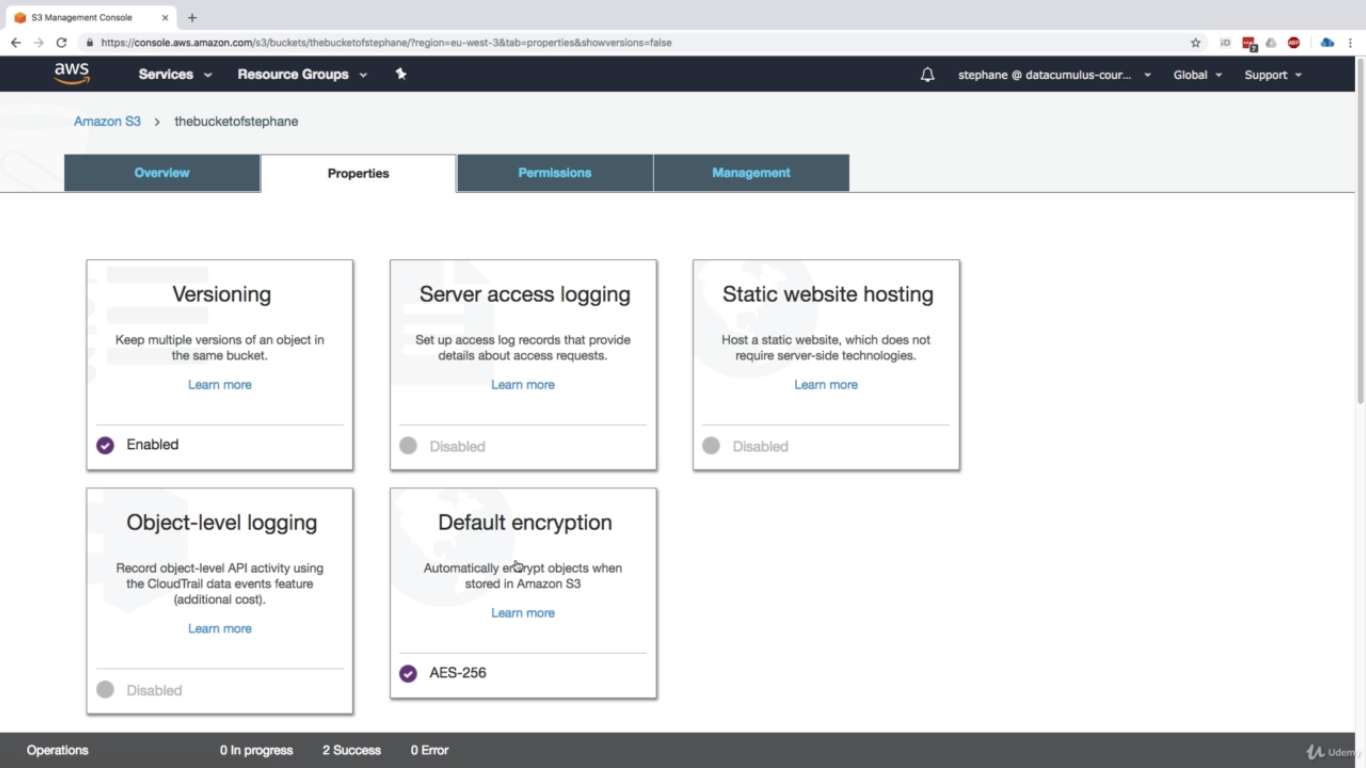 S3 Management Console
https://console.aws.amazon.com/s3/buckets/thebucketofstephane/?region=eu-west-3&tab=properties&showversions=false
aws Services Resource Groups stephane @ datacumulus-cour... Global Support
Amazon S3 > thebucketofstephane
Overview Properties Permissions Management
Versioning
Keep multiple versions of an object in
the same bucket.
Learn more
Enabled
Server access logging
Set up access log records that provide
details about access requests.
Learn more
Disabled
Static website hosting
Host a static website, which does not
require server-side technologies.
Learn more
Disabled
Object-level logging
Record object-level API activity using
the CloudTrail data events feature
(additional cost).
Learn more
Disabled
Default encryption
Automatically encrypt objects when
stored in Amazon S3
Learn more
AES-256
Operations 0 In progress 2 Success 0 Error
Udemy